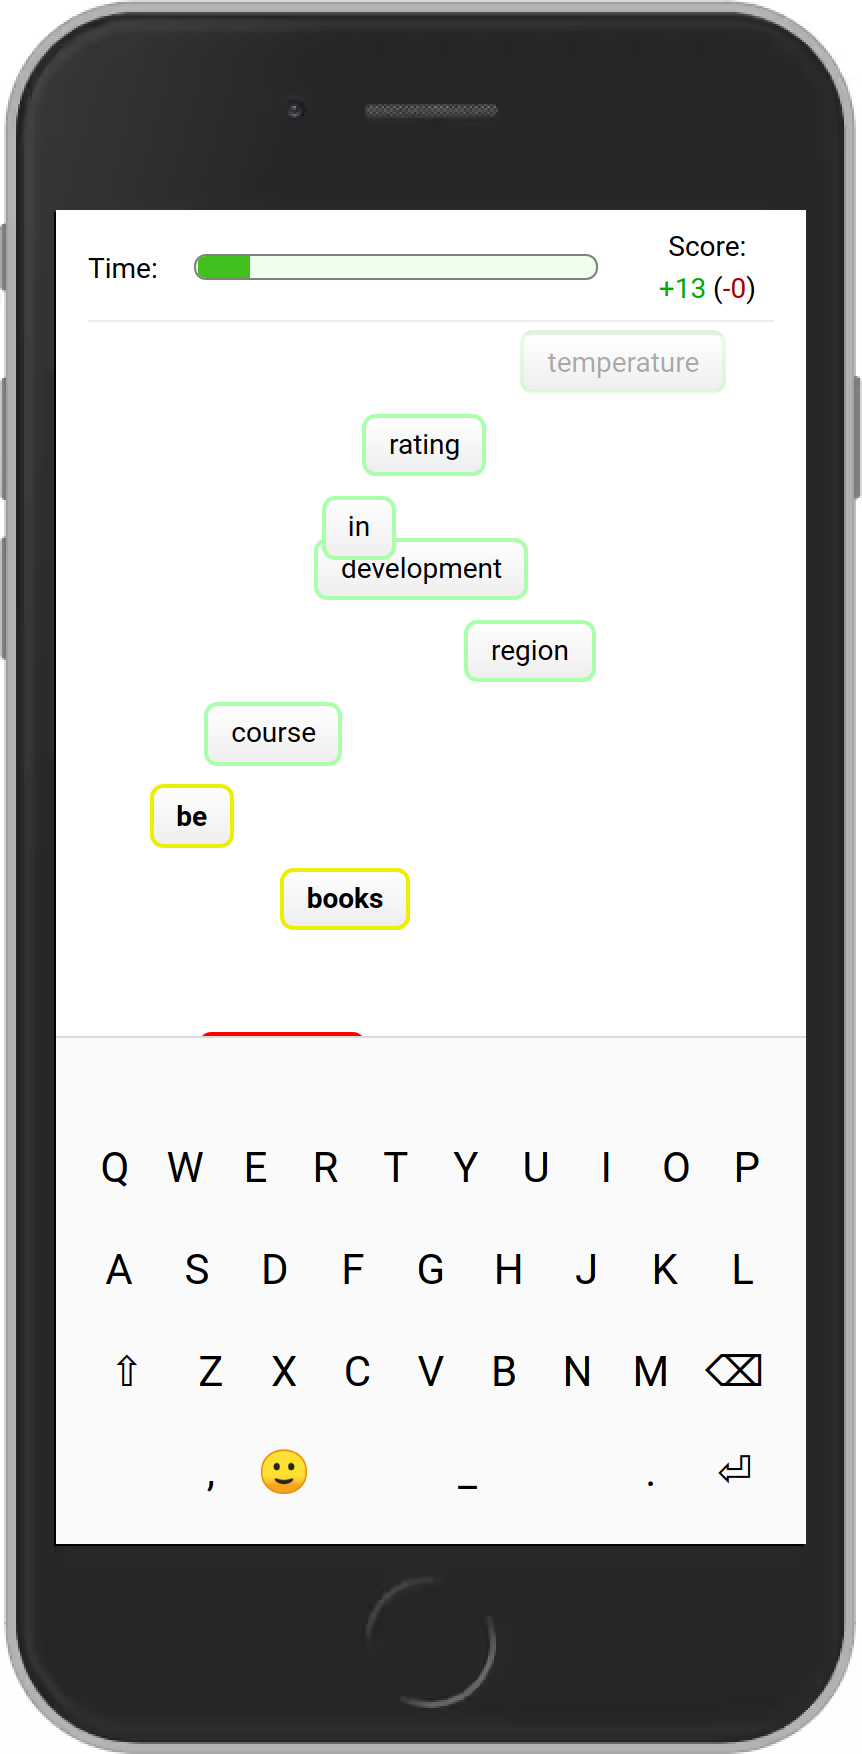 Time:
Score:
+13 (-0)
temperature
rating
in
development
region
course
be
books
Q W E R T Y U I O P
A S D F G H J K L
⇧ Z X C V B N M ⌫
, 🙂 _ . ⏎